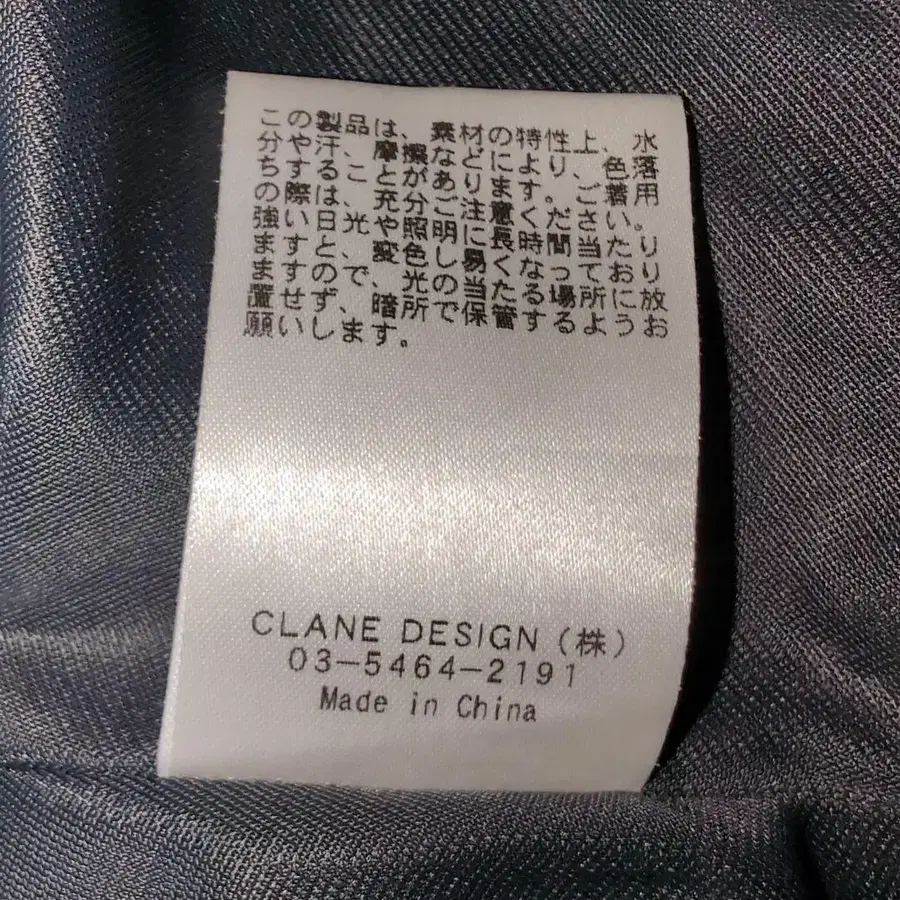 この製品は、素材の特性上、水
分や汗、摩擦などにより、色落
ちすることがあります。ご着用
の際は、充分ご注意ください。
強い日光や照明に長時間当たり
ますと、変色し易くなっており
ますので、光の当たる場所に放
置せず、暗所で保管するようお
願いします。
CLANE DESIGN（株）
03-5464-2191
Made in China